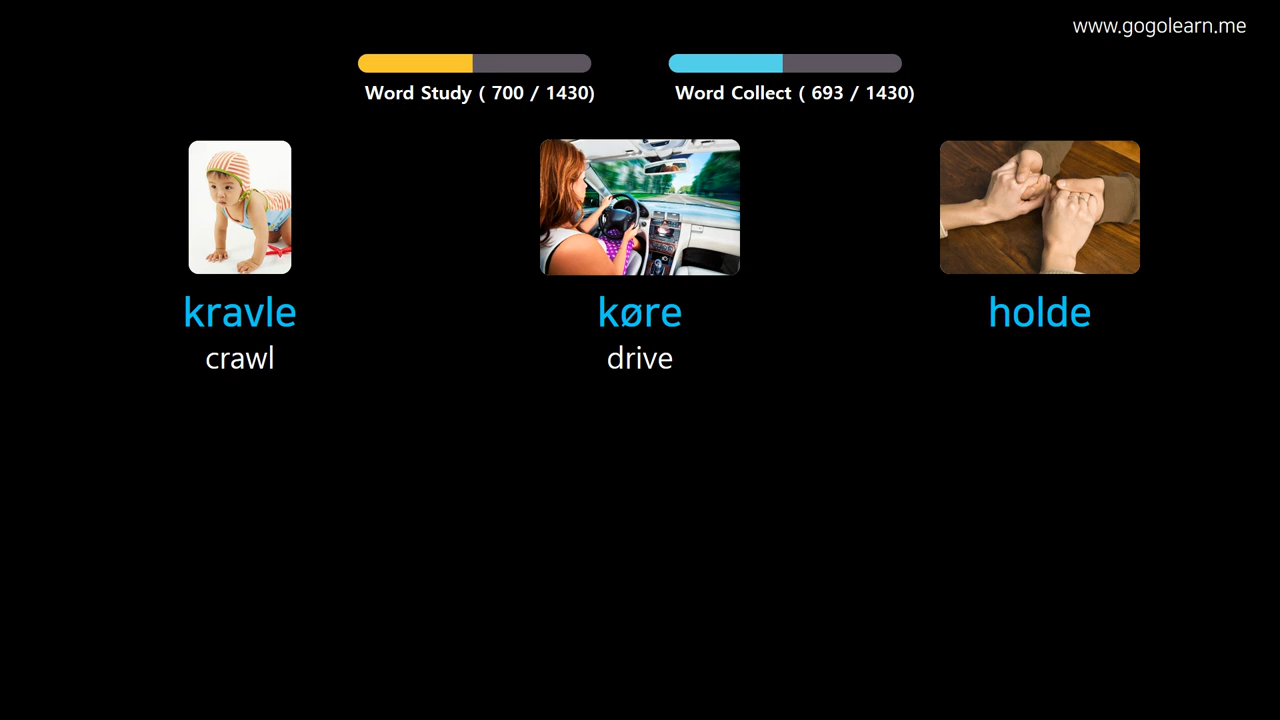 www.gogolearn.me
Word Study ( 700 / 1430)
Word Collect ( 693 / 1430)
kravle
køre
holde
crawl
drive